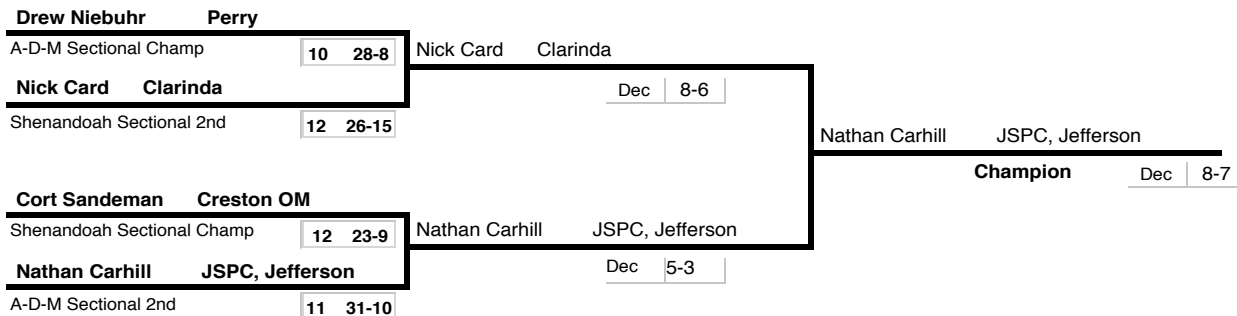 Drew Niebuhr Perry
A-D-M Sectional Champ 10 28-8
Nick Card Clarinda
Nick Card Clarinda
Dec 8-6
Shenandoah Sectional 2nd 12 26-15
Nathan Carhill JSPC, Jefferson
Champion Dec 8-7
Cort Sandeman Creston OM
Shenandoah Sectional Champ 12 23-9
Nathan Carhill JSPC, Jefferson
Nathan Carhill JSPC, Jefferson
Dec 5-3
A-D-M Sectional 2nd 11 31-10